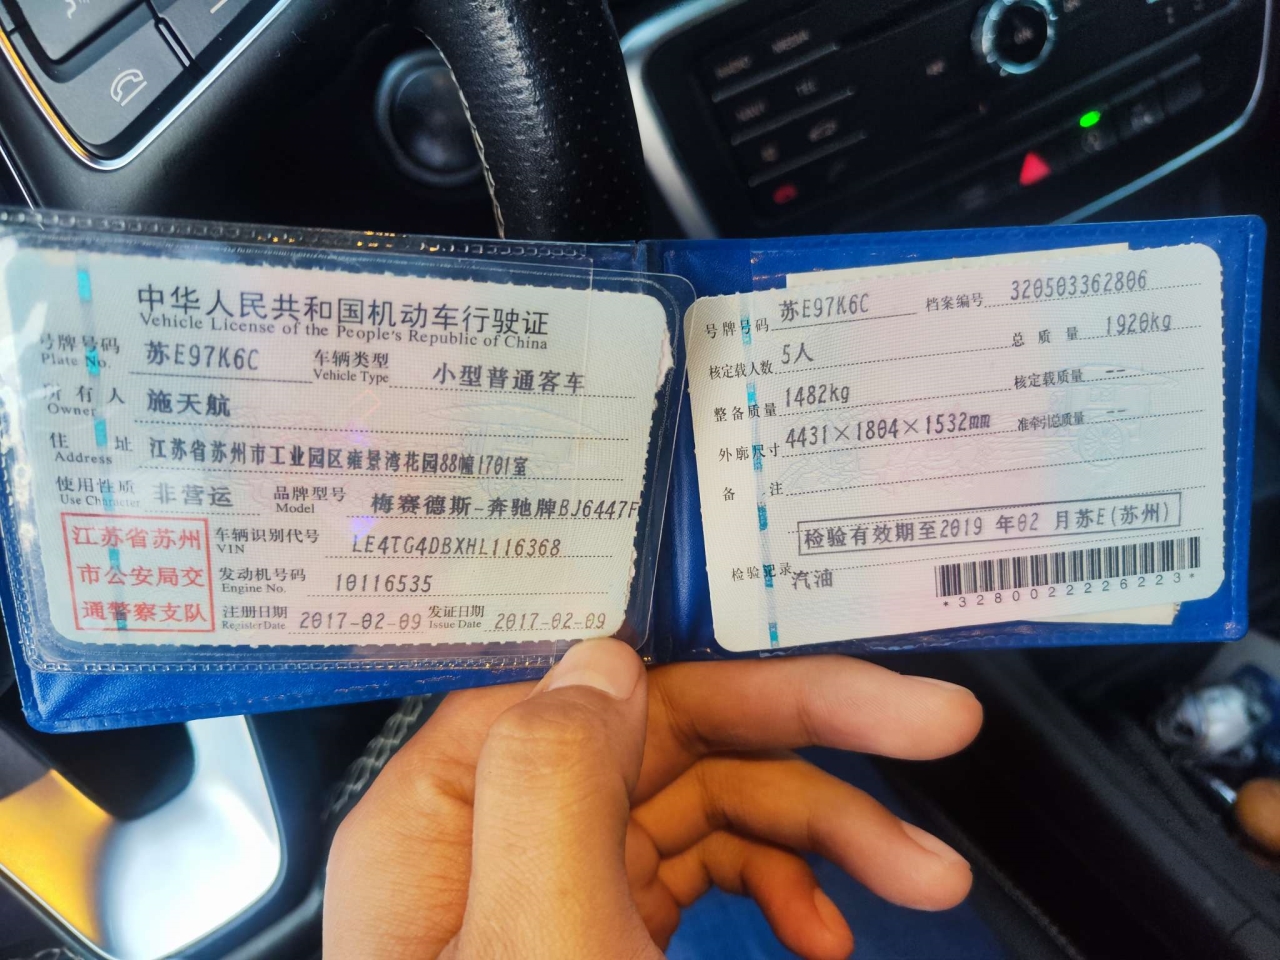 中华人民共和国机动车行驶证
Vehicle License of the People's Republic of China
号牌号码 苏E97K6C 车辆类型 小型普通客车
Plate No. Vehicle Type
所有人 施天航
Owner
住址 江苏省苏州市工业园区雍景湾花园88幢1701室
Address
使用性质 非营运 品牌型号 梅赛德斯-奔驰牌BJ6447F
Use Character Model
江苏省苏州
市公安局交
通警察支队
车辆识别代号 LE4TG4DBXHL116368
VIN
发动机号码 10116535
Engine No.
注册日期 2017-02-09 发证日期 2017-02-09
Register Date Issue Date
号牌号码 苏E97K6C 档案编号 320503362806
核定载人数 5人 总质量 1920kg
整备质量 1482kg 核定载质量 --
外廓尺寸 4431×1804×1532mm 准牵引总质量 --
备注
检验有效期至2019 年02 月苏E(苏州)
检验记录 汽油
*3280022226223*